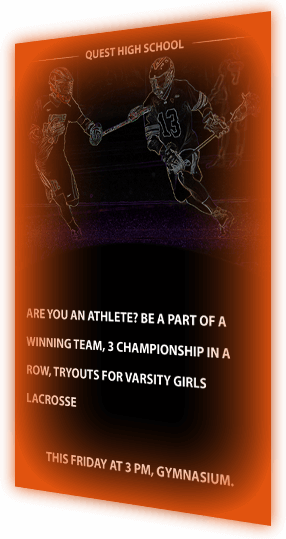 QUEST HIGH SCHOOL
13
ARE YOU AN ATHLETE? BE A PART OF A
WINNING TEAM, 3 CHAMPIONSHIP IN A
ROW, TRYOUTS FOR VARSITY GIRLS
LACROSSE
THIS FRIDAY AT 3 PM, GYMNASIUM.